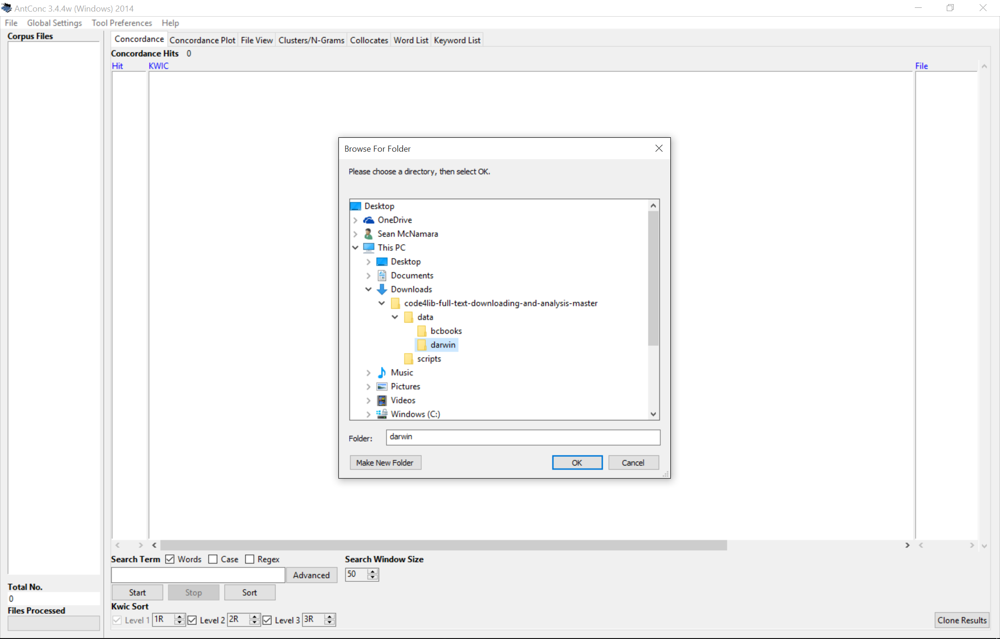 AntConc 3.4.4w (Windows) 2014
File Global Settings Tool Preferences Help
Corpus Files
Concordance Concordance Plot File View Clusters/N-Grams Collocates Word List Keyword List
Concordance Hits 0
Hit KWIC File
Browse For Folder
Please choose a directory, then select OK.
Desktop
OneDrive
Sean McNamara
This PC
Desktop
Documents
Downloads
code4lib-full-text-downloading-and-analysis-master
data
bcbooks
darwin
scripts
Music
Pictures
Videos
Windows (C:)
Folder: darwin
Make New Folder OK Cancel
Search Term Words Case Regex Search Window Size
Advanced 50
Total No.
0
Start Stop Sort
Files Processed
Kwic Sort
Level 1 1R Level 2 2R Level 3 3R Clone Results